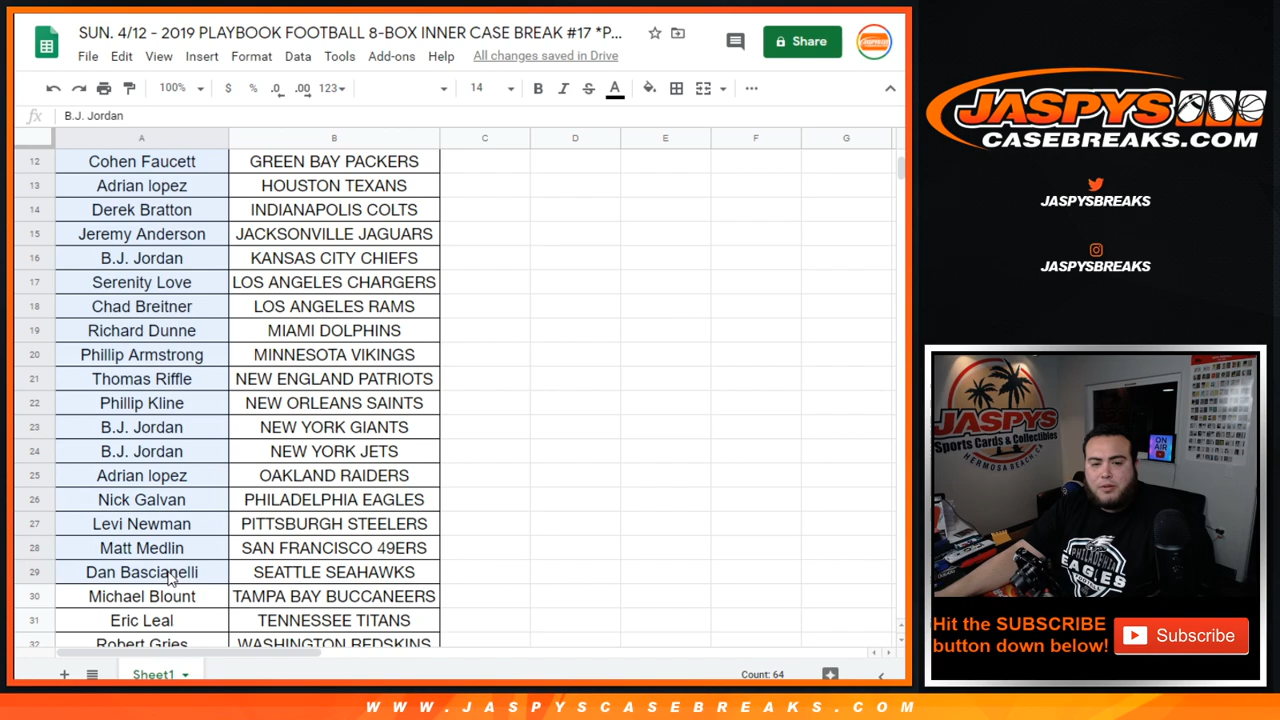 SUN. 4/12 - 2019 PLAYBOOK FOOTBALL 8-BOX INNER CASE BREAK #17 *P...
File Edit View Insert Format Data Tools Add-ons Help All changes saved in Drive
Share
100% $ % .0 .00 123 14 B I S A
fx B.J. Jordan
A B C D E F G
12 Cohen Faucett GREEN BAY PACKERS
13 Adrian lopez HOUSTON TEXANS
14 Derek Bratton INDIANAPOLIS COLTS
15 Jeremy Anderson JACKSONVILLE JAGUARS
16 B.J. Jordan KANSAS CITY CHIEFS
17 Serenity Love LOS ANGELES CHARGERS
18 Chad Breitner LOS ANGELES RAMS
19 Richard Dunne MIAMI DOLPHINS
20 Phillip Armstrong MINNESOTA VIKINGS
21 Thomas Riffle NEW ENGLAND PATRIOTS
22 Phillip Kline NEW ORLEANS SAINTS
23 B.J. Jordan NEW YORK GIANTS
24 B.J. Jordan NEW YORK JETS
25 Adrian lopez OAKLAND RAIDERS
26 Nick Galvan PHILADELPHIA EAGLES
27 Levi Newman PITTSBURGH STEELERS
28 Matt Medlin SAN FRANCISCO 49ERS
29 Dan Bascianelli SEATTLE SEAHAWKS
30 Michael Blount TAMPA BAY BUCCANEERS
31 Eric Leal TENNESSEE TITANS
32 Robert Gries WASHINGTON REDSKINS
Sheet1
Count: 64
JASPYS
CASEBREAKS.COM
JASPYSBREAKS
JASPYSBREAKS
JASPYS
Sports Cards & Collectibles
HERMOSA BEACH, CA
ON AIR
PHILADELPHIA
EAGLES
FOOTBALL
Hit the SUBSCRIBE
button down below!
Subscribe
WWW.JASPYSCASEBREAKS.COM